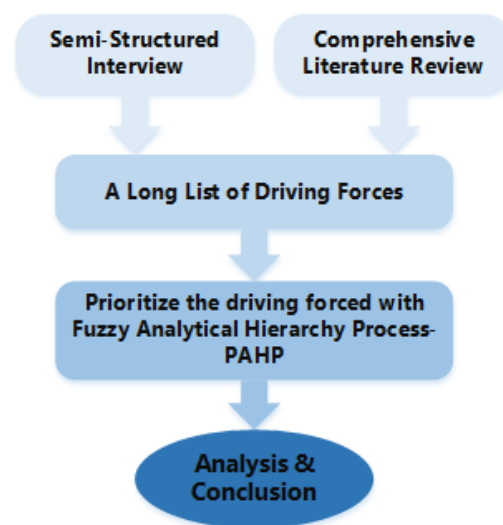 Semi-Structured
Interview
Comprehensive
Literature Review
A Long List of Driving Forces
Prioritize the driving forced with
Fuzzy Analytical Hierarchy Process-
PAHP
Analysis &
Conclusion